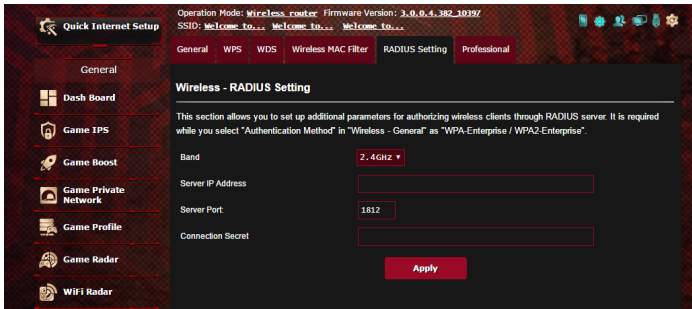 Quick Internet Setup
General
Dash Board
Game IPS
Game Boost
Game Private
Network
Game Profile
Game Radar
WiFi Radar
Operation Mode: Wireless router Firmware Version: 3.0.0.4.382_10397
SSID: Welcome to... Welcome to... Welcome to...
General WPS WDS Wireless MAC Filter RADIUS Setting Professional
Wireless - RADIUS Setting
This section allows you to set up additional parameters for authorizing wireless clients through RADIUS server. It is required
while you select "Authentication Method" in "Wireless - General" as "WPA-Enterprise / WPA2-Enterprise".
Band 2.4GHz
Server IP Address
Server Port: 1812
Connection Secret
Apply